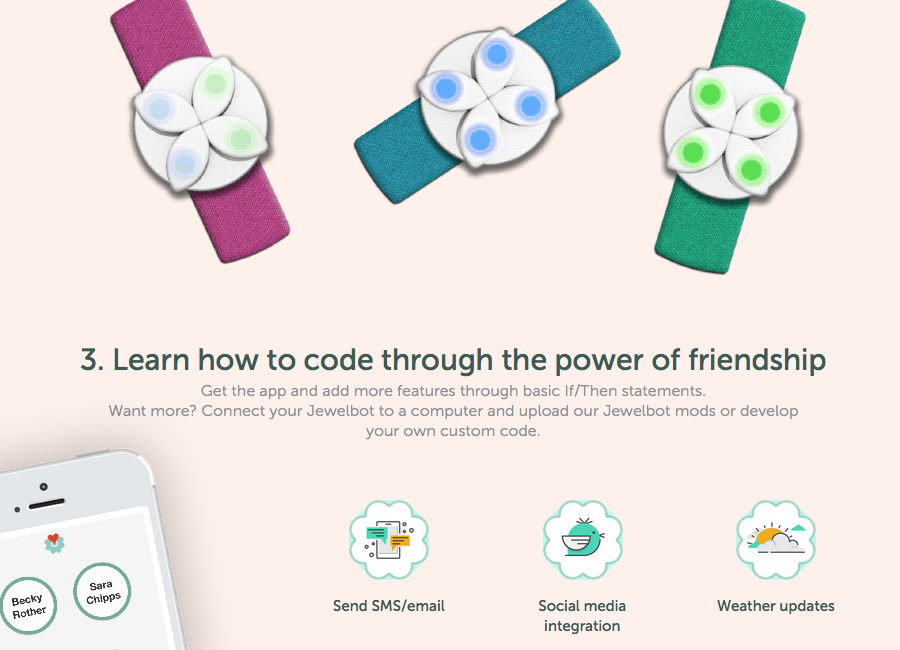 3. Learn how to code through the power of friendship
Get the app and add more features through basic If/Then statements.
Want more? Connect your Jewelbot to a computer and upload our Jewelbot mods or develop
your own custom code.
Becky
Rother
Sara
Chipps
Send SMS/email
Social media
integration
Weather updates